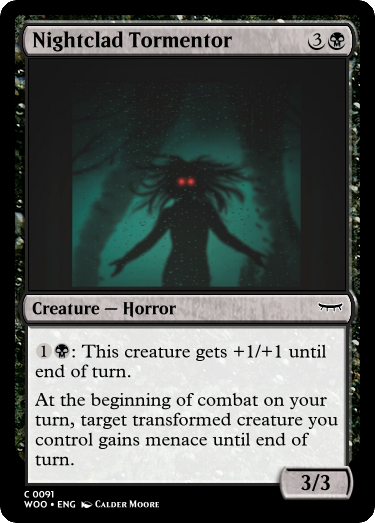 Nightclad Tormentor 3
Creature — Horror
1 : This creature gets +1/+1 until
end of turn.
At the beginning of combat on your
turn, target transformed creature you
control gains menace until end of
turn.
3/3
C 0091
WOO • ENG Calder Moore